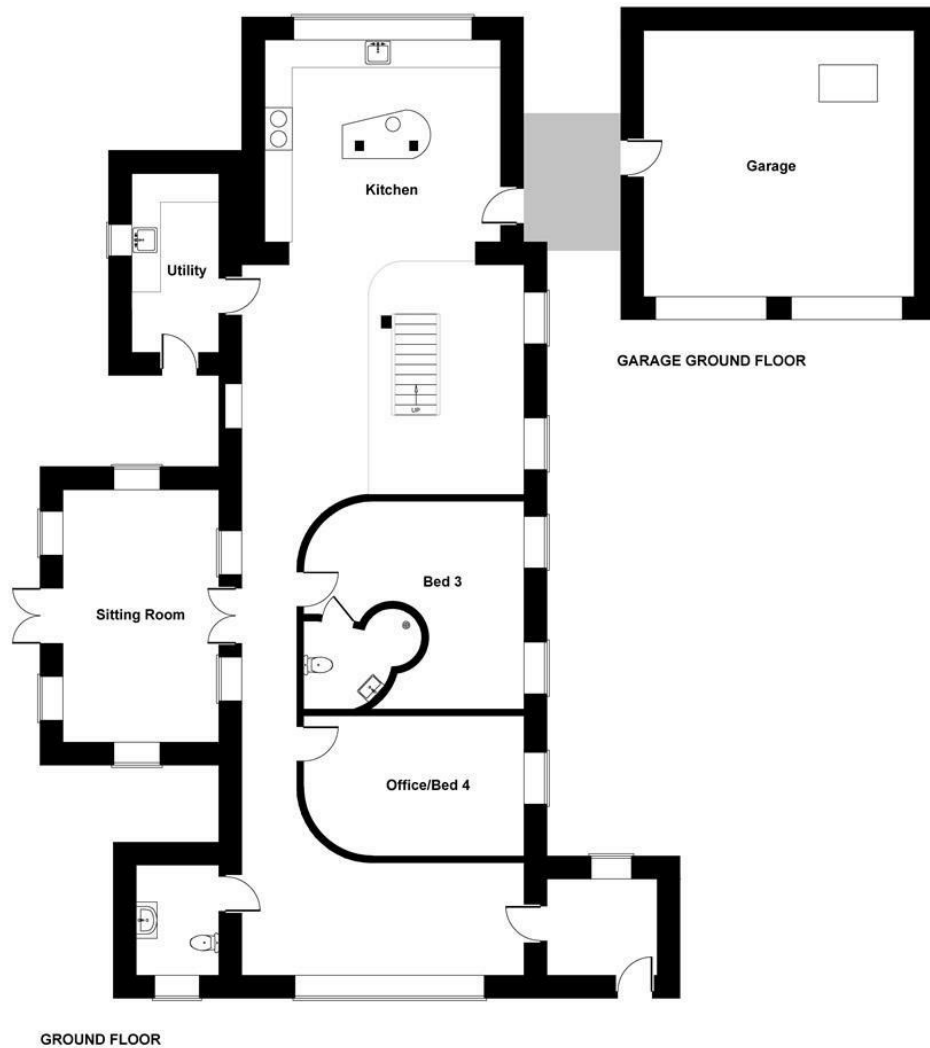 Kitchen
Garage
Utility
GARAGE GROUND FLOOR
UP
Bed 3
Sitting Room
Office/Bed 4
GROUND FLOOR